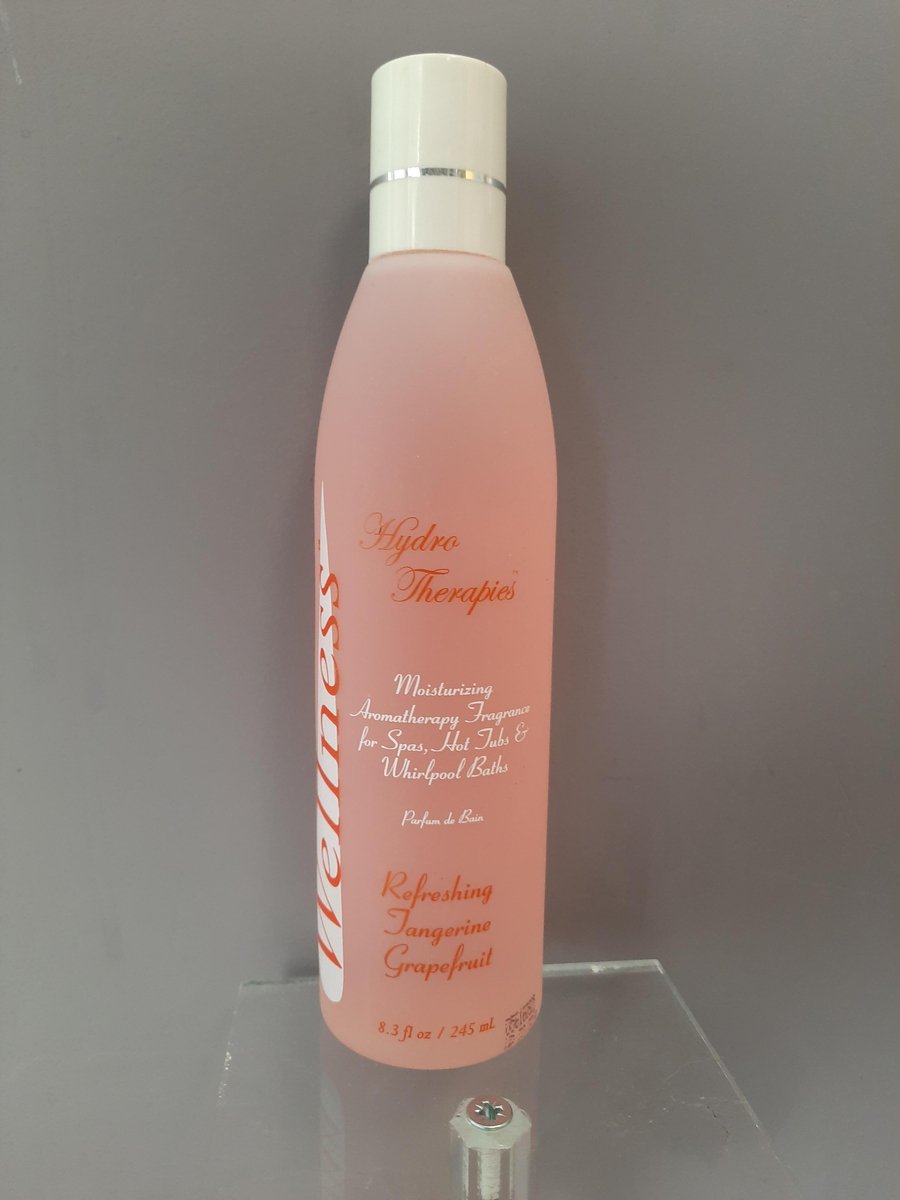 Wellness
Hydro
Therapies™
Moisturizing
Aromatherapy Fragrance
for Spas, Hot Tubs &
Whirlpool Baths
Parfum de Bain
Refreshing
Tangerine
Grapefruit
8.3 fl oz / 245 mL